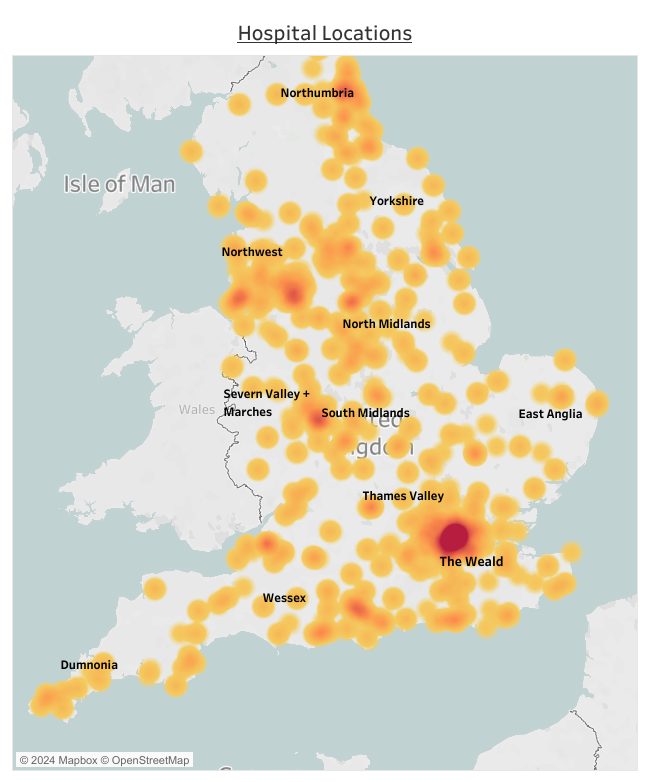 Hospital Locations
Northumbria
Isle of Man
Yorkshire
Northwest
North Midlands
Severn Valley +
Marches
Wales
South Midlands
East Anglia
Thames Valley
The Weald
Wessex
Dumnonia
© 2024 Mapbox © OpenStreetMap